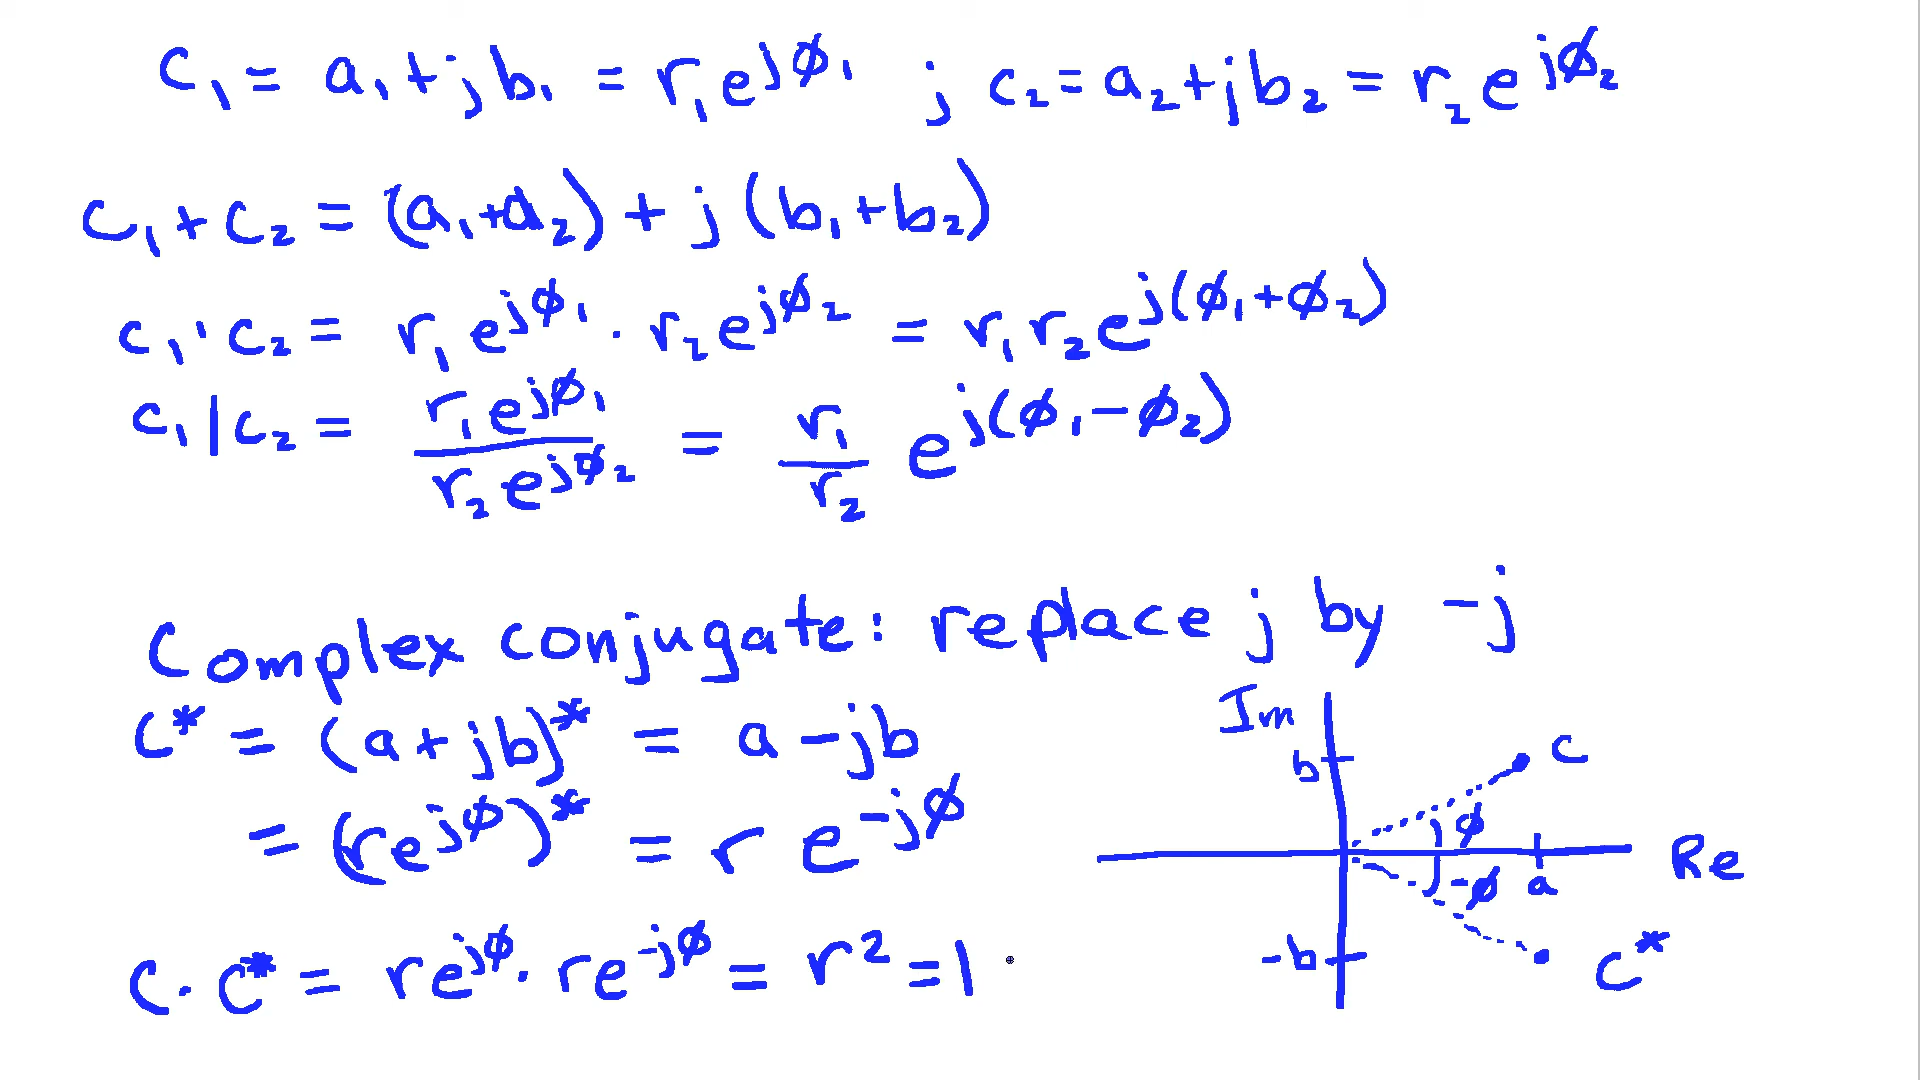 c₁ = a₁ + jb₁ = r₁e^{jϕ₁} ; c₂ = a₂ + jb₂ = r₂e^{jϕ₂}
c₁ + c₂ = (a₁ + a₂) + j(b₁ + b₂)
c₁ · c₂ = r₁e^{jϕ₁} · r₂e^{jϕ₂} = r₁r₂e^{j(ϕ₁+ϕ₂)}
c₁|c₂ = r₁e^{jϕ₁} / r₂e^{jϕ₂} = r₁ / r₂ e^{j(ϕ₁-ϕ₂)}
Complex conjugate: replace j by -j
C* = (a + jb)* = a - jb
= (re^{jϕ})* = re^{-jϕ}
C · C* = re^{jϕ} · re^{-jϕ} = r² = |
Im
b
c
ϕ
Re
-ϕ
a
-b
C*